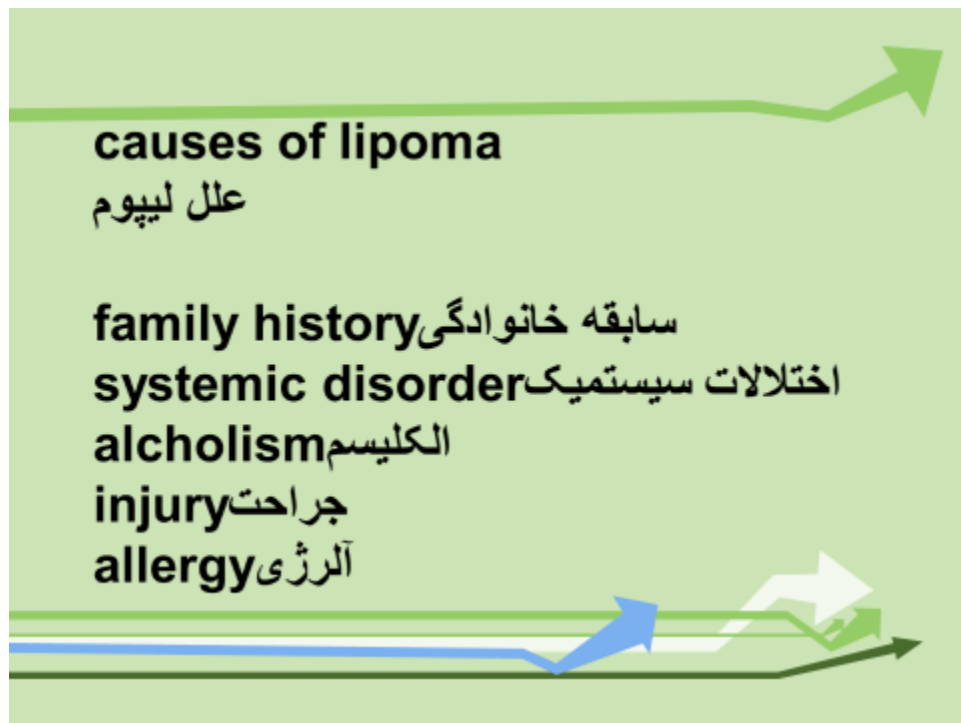 causes of lipoma
علل لیپوم
family historyسابقه خانوادگی
systemic disorderاختلالات سیستمیک
alcholismالکلیسم
injuryجراحت
allergyآلرژی